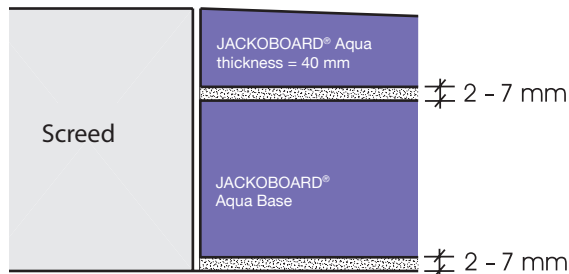 JACKOBOARD® Aqua
thickness = 40 mm
2 - 7 mm
Screed
JACKOBOARD®
Aqua Base
2 - 7 mm